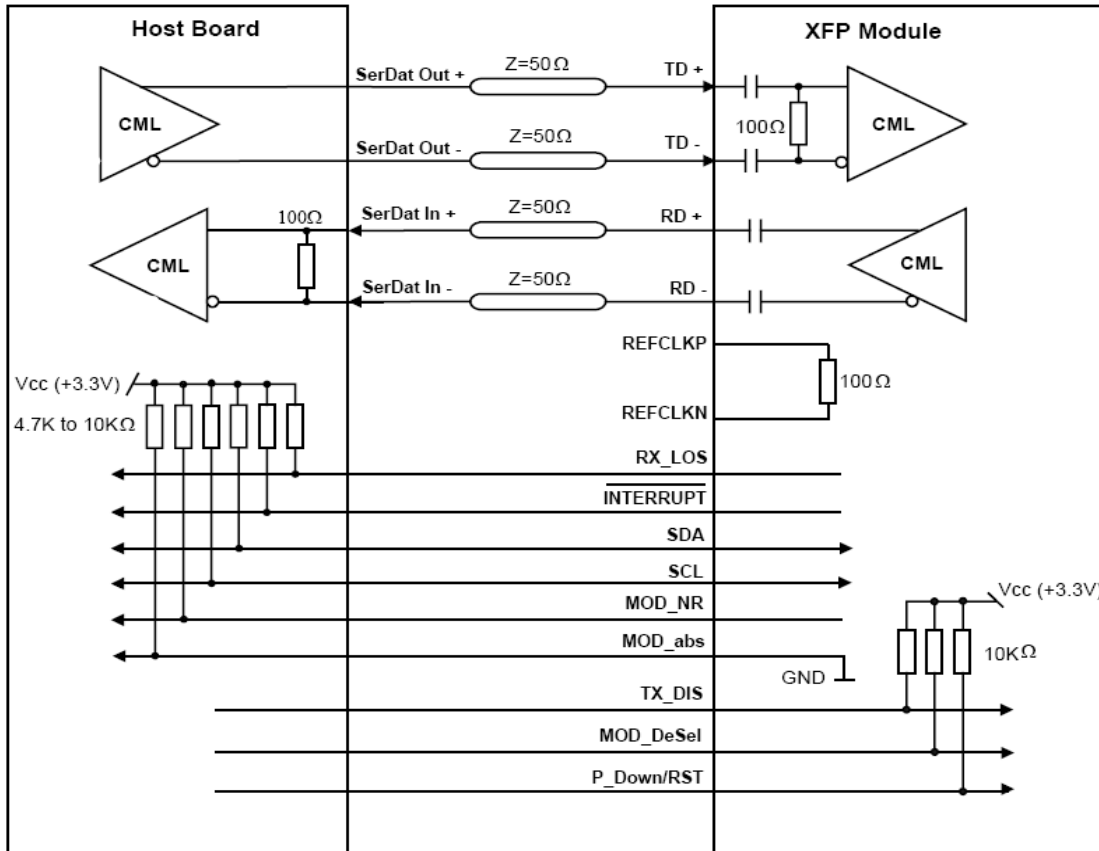 Host Board
XFP Module
SerDat Out +
Z=50Ω
TD +
CML
100Ω
CML
SerDat Out -
Z=50Ω
TD -
100Ω
SerDat In +
Z=50Ω
RD +
CML
CML
SerDat In -
Z=50Ω
RD -
REFCLKP
100Ω
REFCLKN
Vcc (+3.3V)
4.7K to 10KΩ
RX_LOS
INTERRUPT
SDA
SCL
Vcc (+3.3V)
MOD_NR
MOD_abs
10KΩ
GND
TX_DIS
MOD_DeSel
P_Down/RST